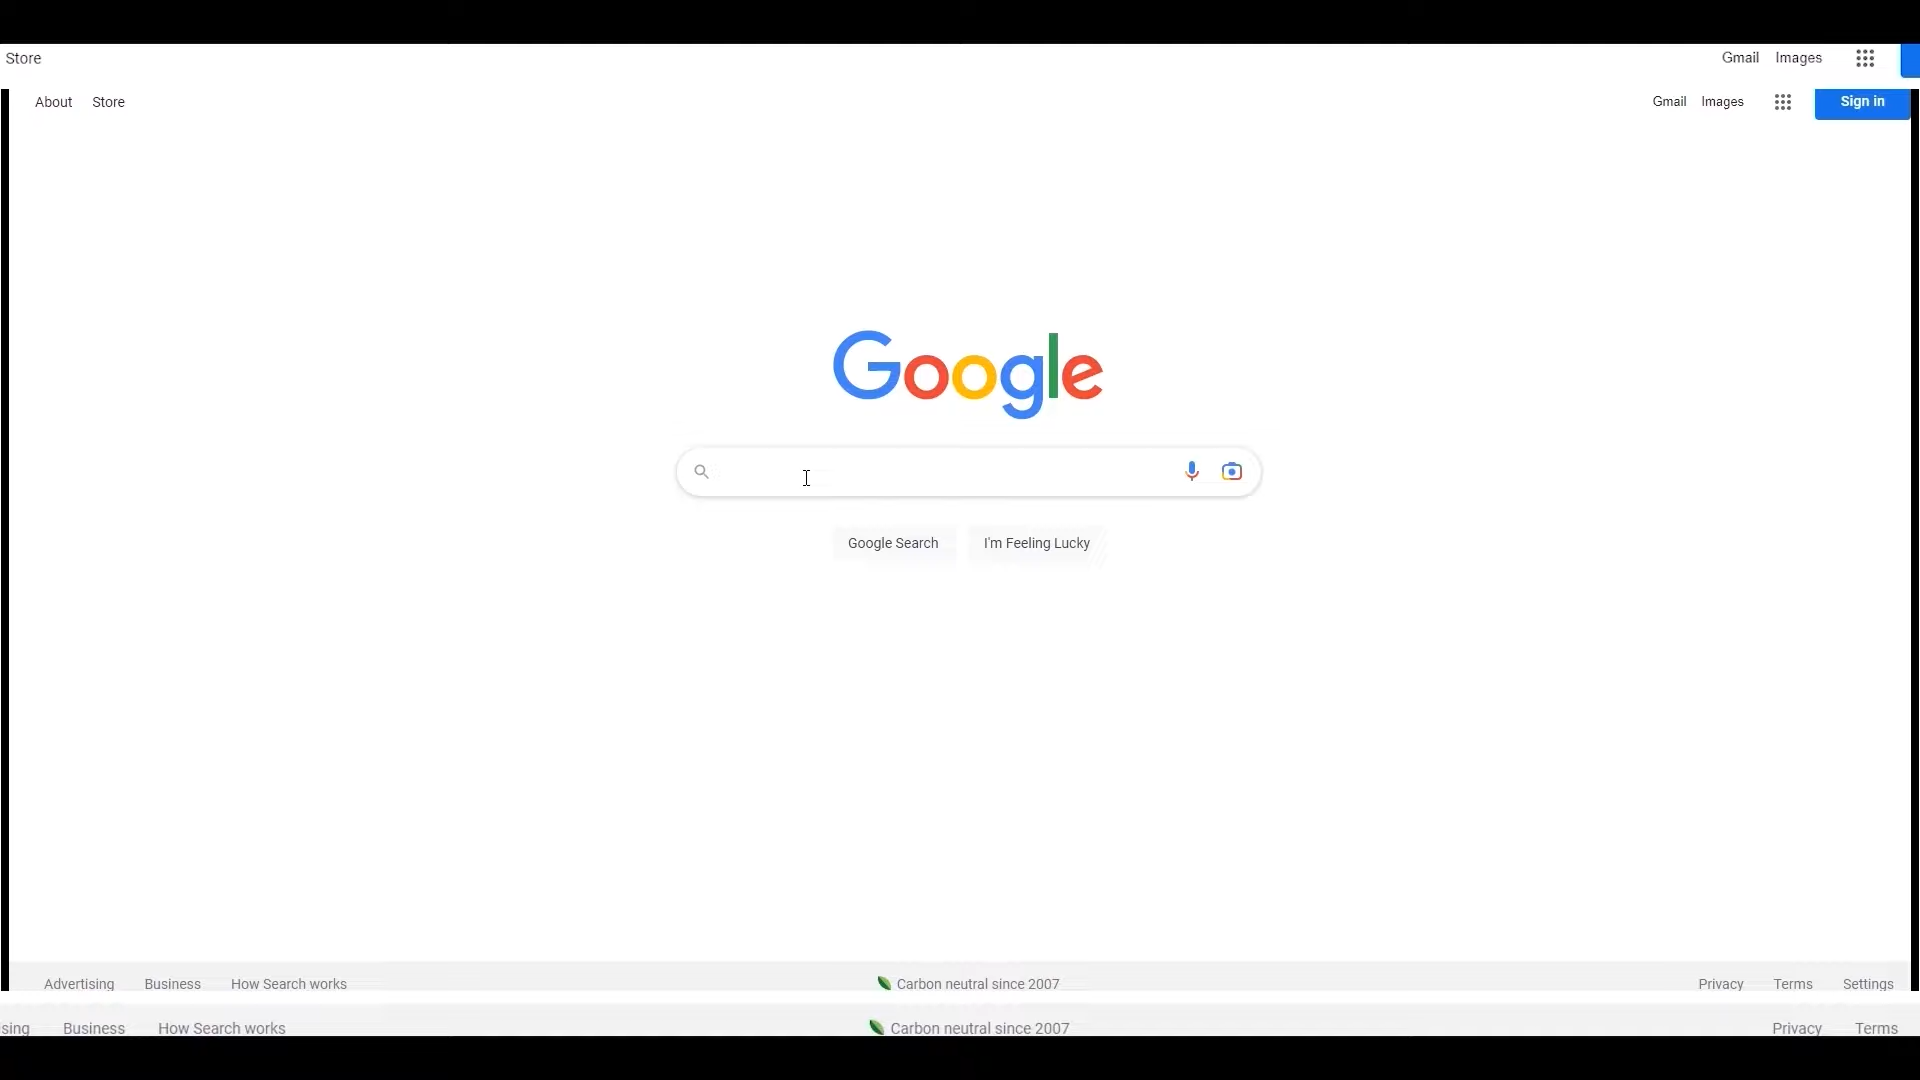 Store Gmail Images
About Store Gmail Images Sign in
Google
Google Search I'm Feeling Lucky
Advertising Business How Search works Carbon neutral since 2007 Privacy Terms Settings
sing Business How Search works Carbon neutral since 2007 Privacy Terms